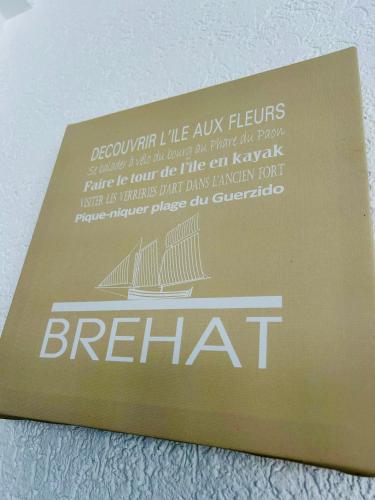 DECOUVRIR L'ILE AUX FLEURS
Se balader à vélo du bourg au Phare du Paon
Faire le tour de l'île en kayak
VISITER LES VERRERIES D'ART DANS L'ANCIEN FORT
Pique-niquer plage du Guerzido
BREHAT